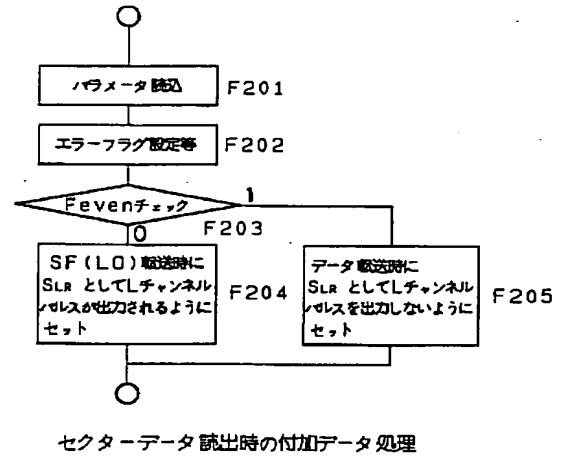 パラメータ読込
F201
エラーフラグ設定等
F202
Fevenチェック
1
0
F203
SF(L0)転送時に
SLR としてLチャンネル
パルスが出力されるように
セット
F204
データ転送時に
SLR としてLチャンネル
パルスを出力しないように
セット
F205
セクターデータ読出時の付加データ処理